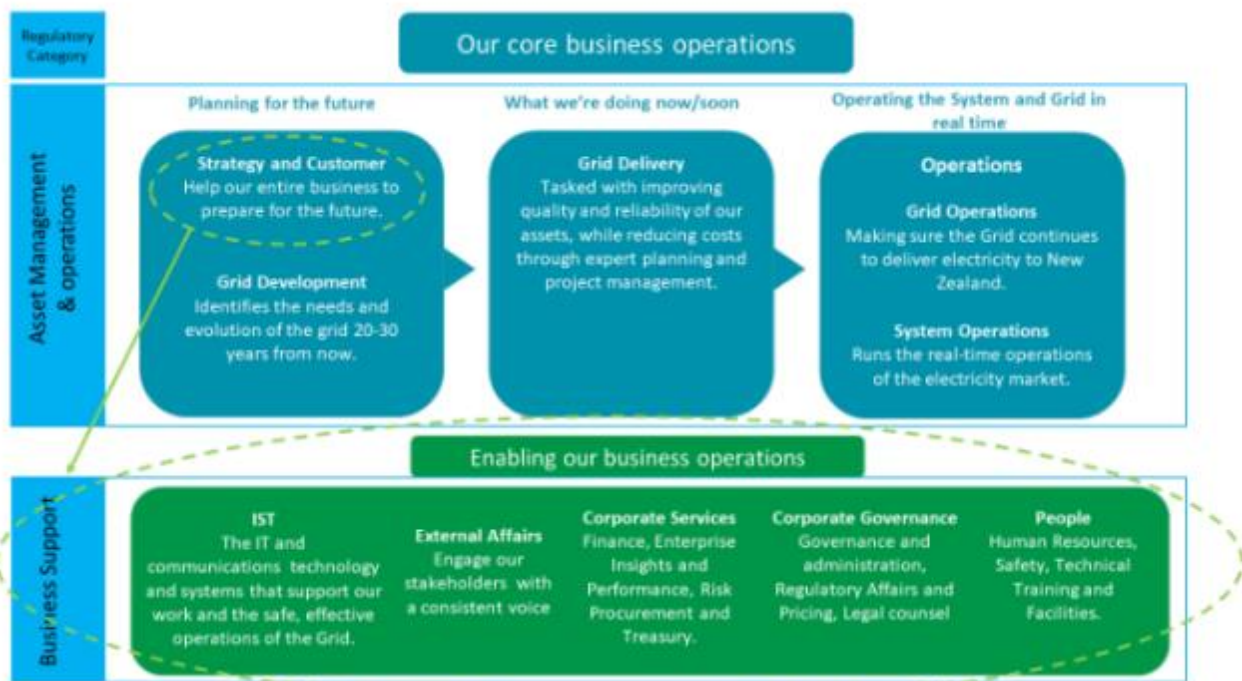 Regulatory
Category
Our core business operations
Asset Management
& operations
Planning for the future
Strategy and Customer
Help our entire business to
prepare for the future.
Grid Development
Identifies the needs and
evolution of the grid 20-30
years from now.
What we're doing now/soon
Grid Delivery
Tasked with improving
quality and reliability of our
assets, while reducing costs
through expert planning and
project management.
Operating the System and Grid in
real time
Operations
Grid Operations
Making sure the Grid continues
to deliver electricity to New
Zealand.
System Operations
Runs the real-time operations
of the electricity market.
Enabling our business operations
Business Support
IST
The IT and
communications technology
and systems that support our
work and the safe, effective
operations of the Grid.
External Affairs
Engage our
stakeholders with
a consistent voice
Corporate Services
Finance, Enterprise
Insights and
Performance, Risk
Procurement and
Treasury.
Corporate Governance
Governance and
administration,
Regulatory Affairs and
Pricing, Legal counsel
People
Human Resources,
Safety, Technical
Training and
Facilities.